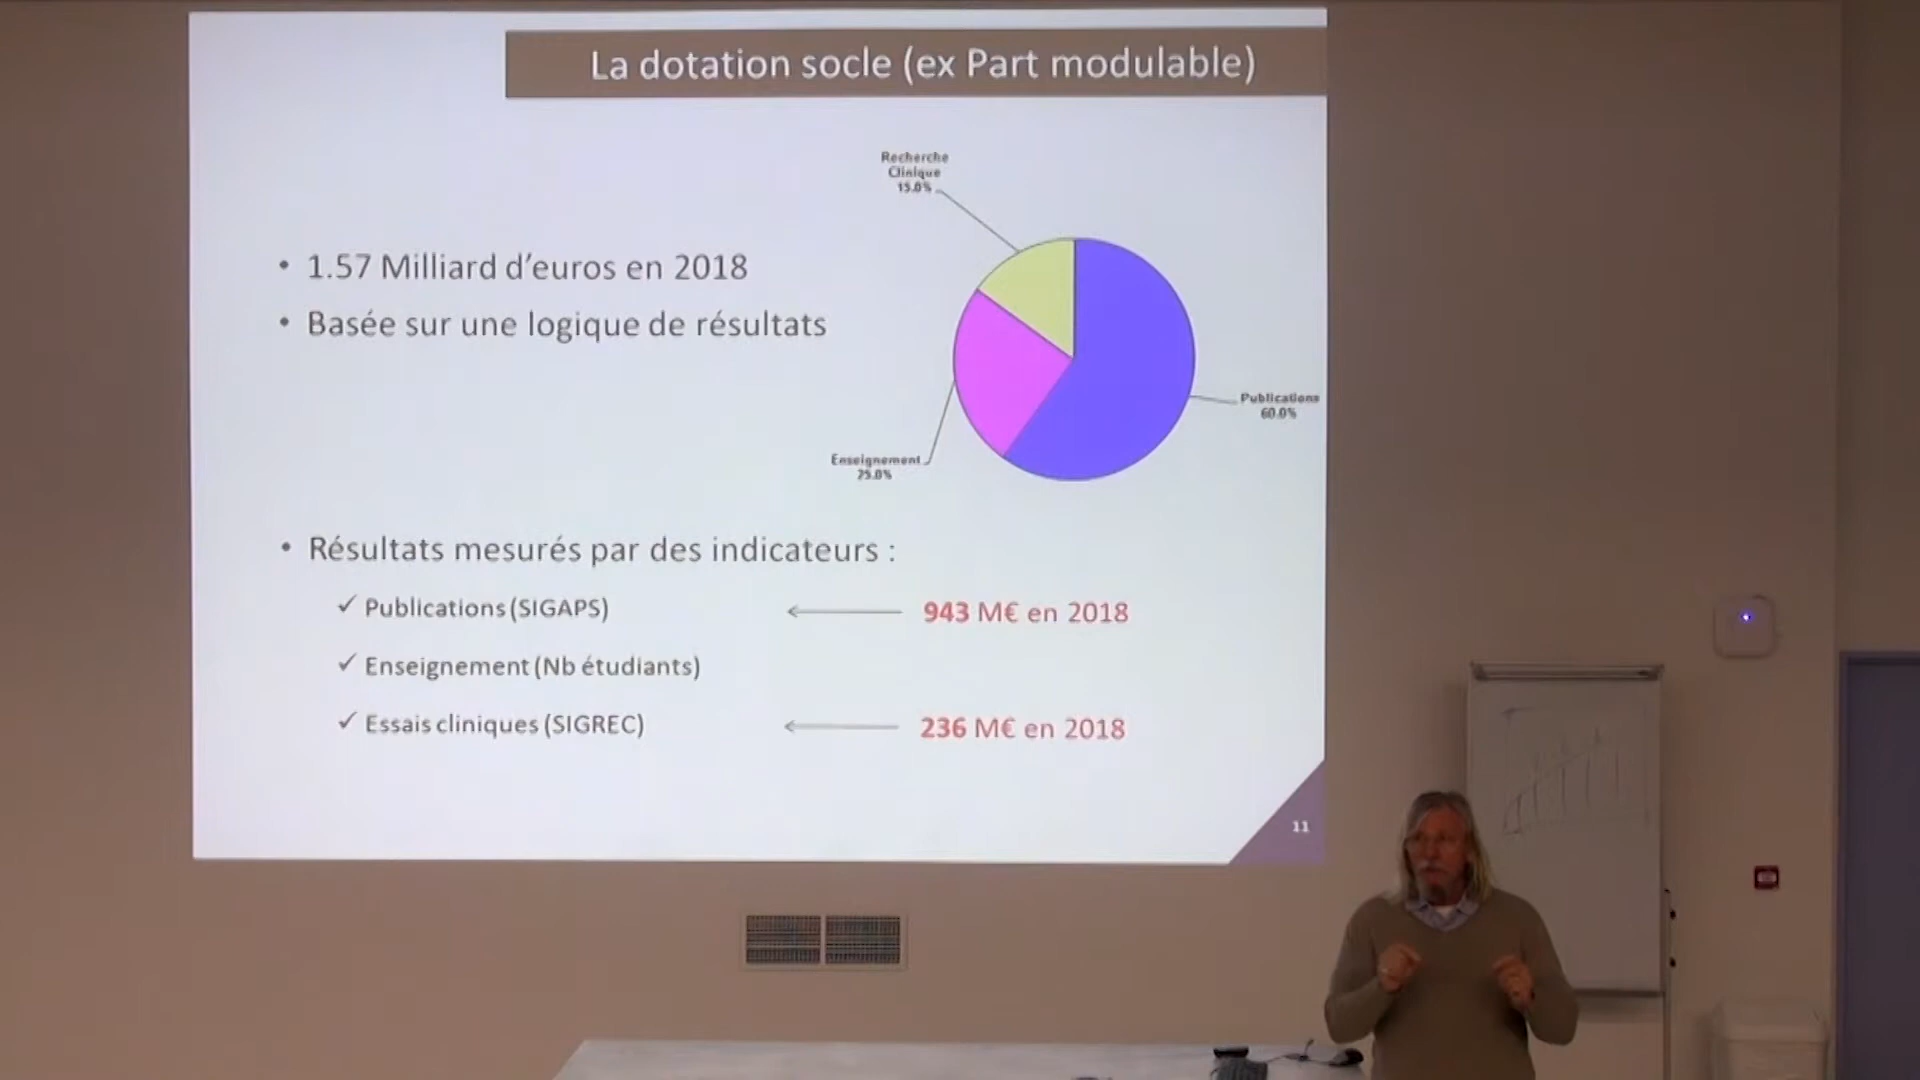 La dotation socle (ex Part modulable)
Recherche
Clinique
15.0%
• 1.57 Milliard d'euros en 2018
• Basée sur une logique de résultats
Publications
60.0%
Enseignement
25.0%
• Résultats mesurés par des indicateurs :
✓ Publications (SIGAPS)
943 M€ en 2018
✓ Enseignement (Nb étudiants)
✓ Essais cliniques (SIGREC)
236 M€ en 2018
11